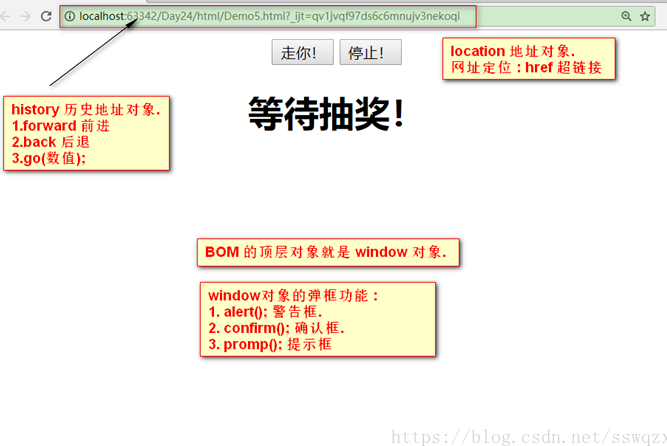 localhost:63342/Day24/html/Demo5.html?_ijt=qv1jvqf97ds6c6mnujv3nekoqi
走你！ 停止！
location 地址对象.
网址定位：href 超链接
history 历史地址对象.
1.forward 前进
2.back 后退
3.go(数值);
等待抽奖！
BOM 的顶层对象就是 window 对象.
window对象的弹框功能：
1. alert(); 警告框.
2. confirm(); 确认框.
3. promp(); 提示框
https://blog.csdn.net/sswqzx